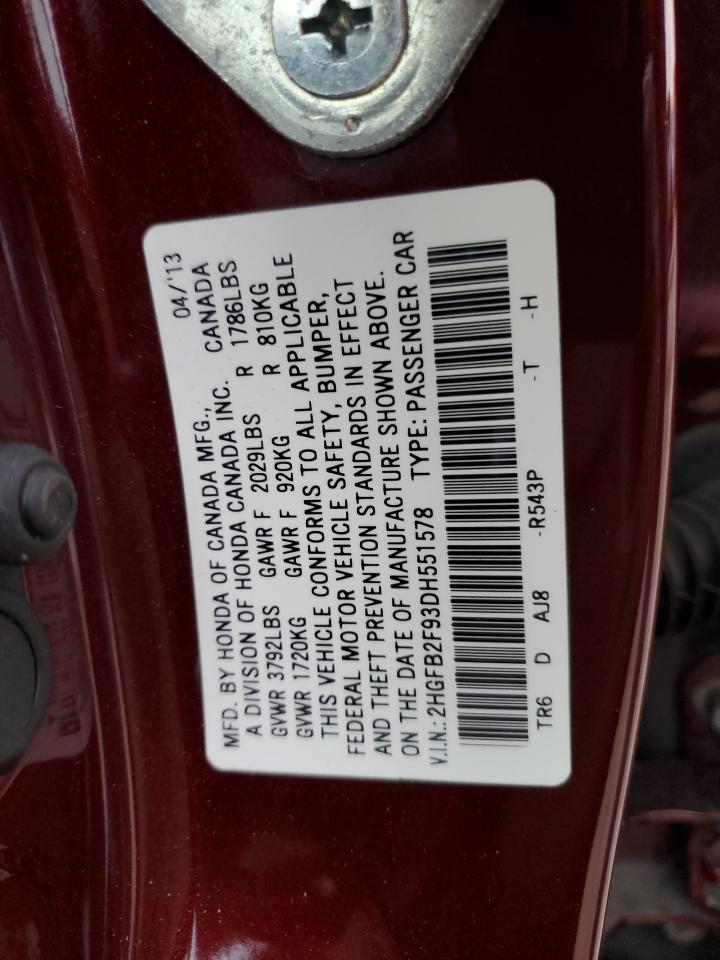 MFD. BY HONDA OF CANADA MFG., 04/'13
A DIVISION OF HONDA CANADA INC. CANADA
GVWR 3792LBS GAWR F 2029LBS R 1786LBS
GVWR 1720KG GAWR F 920KG R 810KG
THIS VEHICLE CONFORMS TO ALL APPLICABLE
FEDERAL MOTOR VEHICLE SAFETY, BUMPER,
AND THEFT PREVENTION STANDARDS IN EFFECT
ON THE DATE OF MANUFACTURE SHOWN ABOVE.
V.I.N.: 2HGFB2F93DH551578 TYPE: PASSENGER CAR
TR6 D AJ8 -R543P -T -H